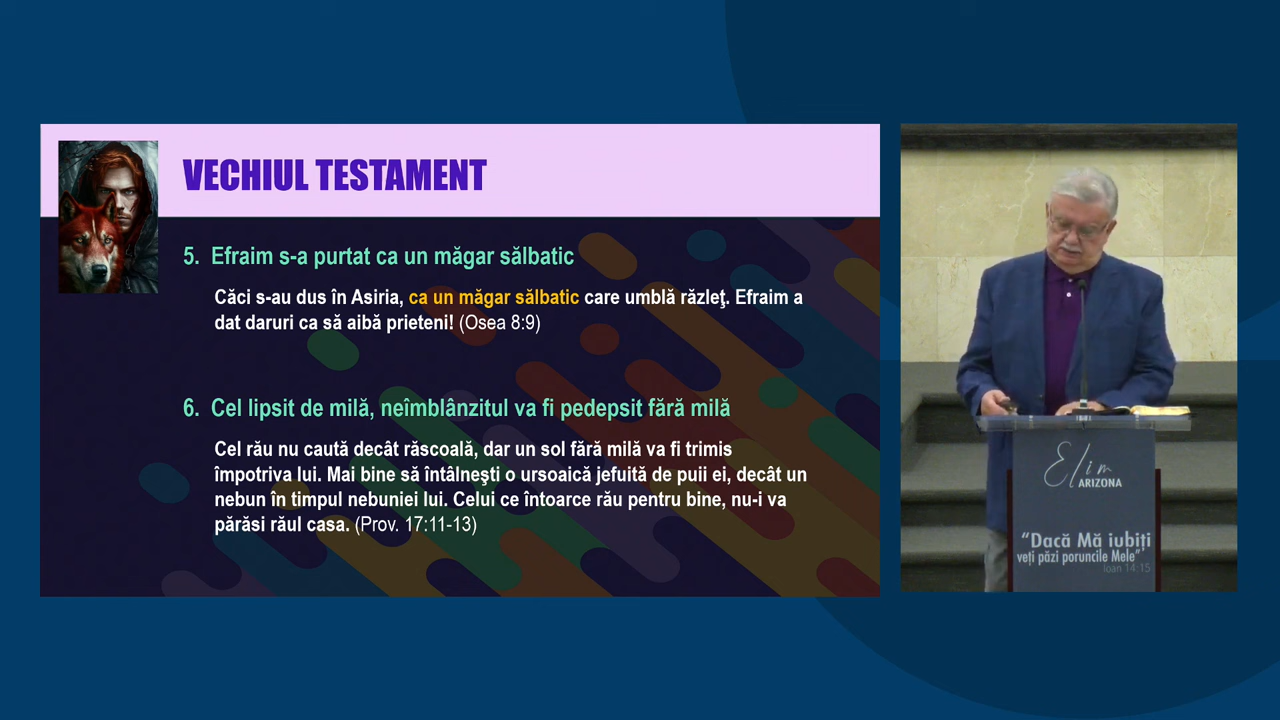 VECHIUL TESTAMENT
5. Efraim s-a purtat ca un măgar sălbatic
Căci s-au dus în Asiria, ca un măgar sălbatic care umblă răzleţ. Efraim a
dat daruri ca să aibă prieteni! (Osea 8:9)
6. Cel lipsit de milă, neîmblânzitul va fi pedepsit fără milă
Cel rău nu caută decât răscoală, dar un sol fără milă va fi trimis
împotriva lui. Mai bine să întâlneşti o ursoaică jefuită de puii ei, decât un
nebun în timpul nebuniei lui. Celui ce întoarce rău pentru bine, nu-i va
părăsi răul casa. (Prov. 17:11-13)
Elim
ARIZONA
“Dacă Mă iubiți
veți păzi poruncile Mele”
Ioan 14:15